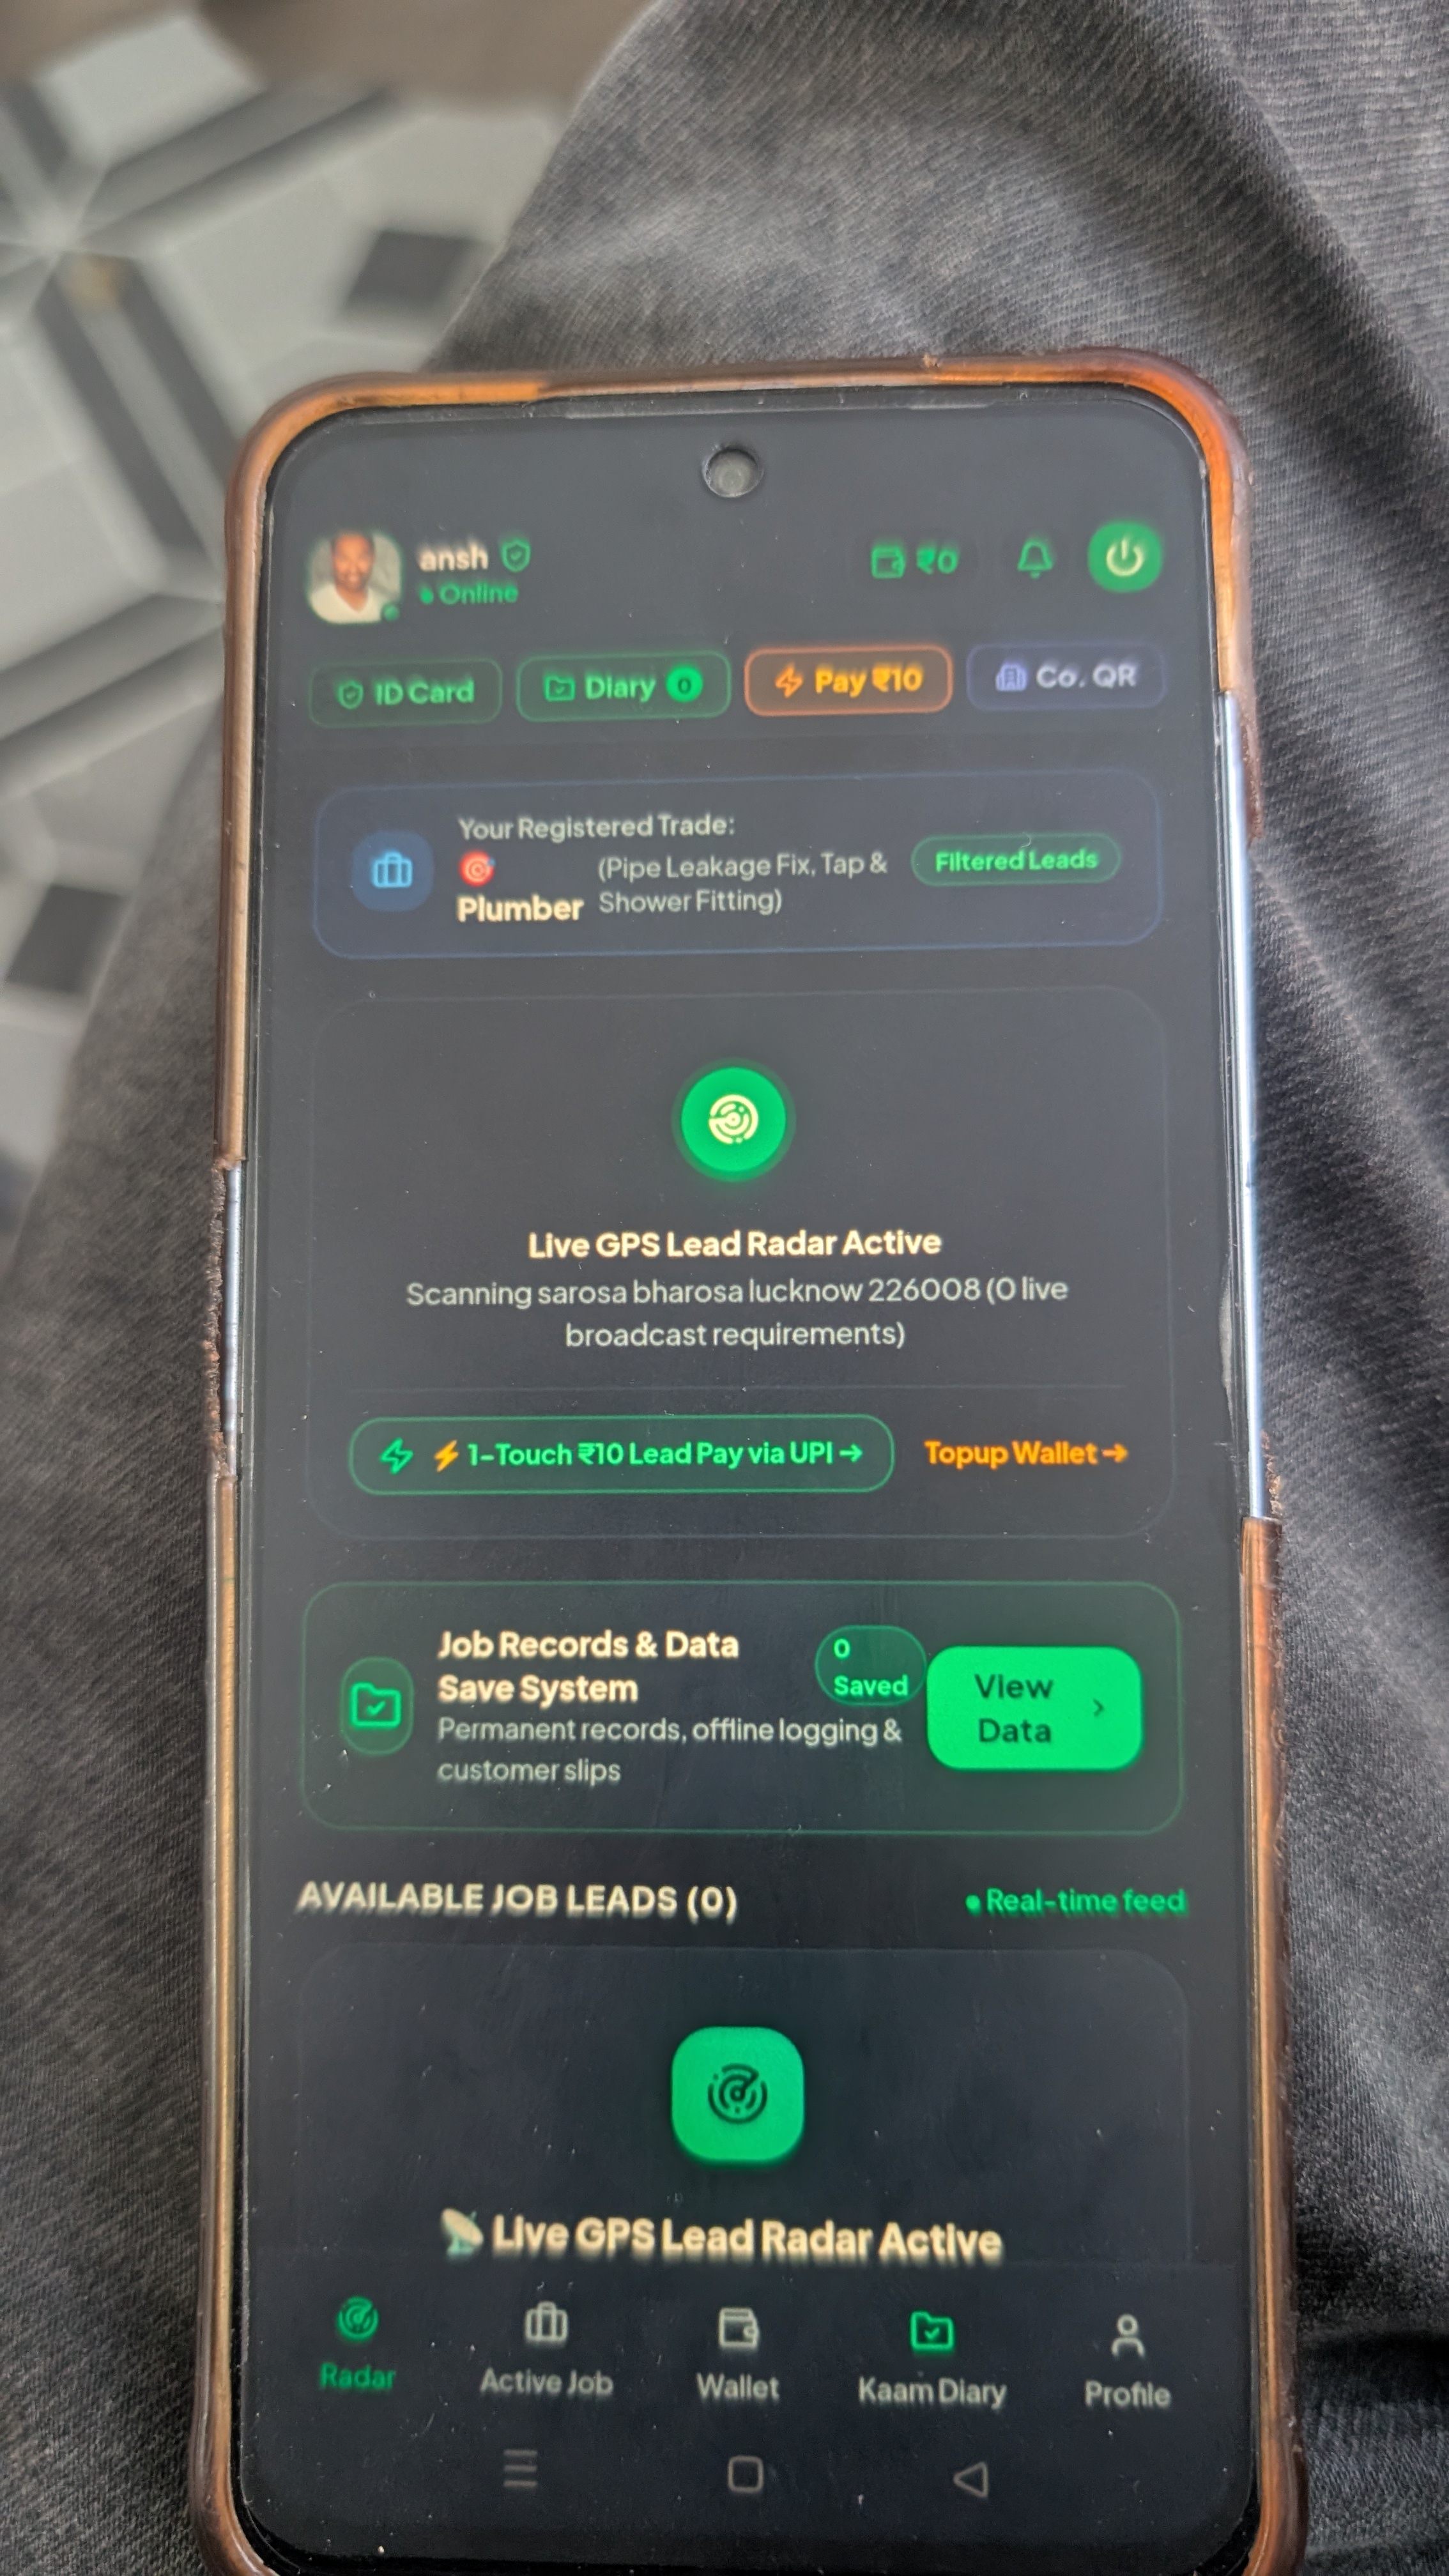 ansh
Online
₹0
ID Card
Diary 0
Pay ₹10
Co. QR
Your Registered Trade:
Plumber
(Pipe Leakage Fix, Tap &
Shower Fitting)
Filtered Leads
Live GPS Lead Radar Active
Scanning sarosa bharosa lucknow 226008 (0 live
broadcast requirements)
⚡ 1-Touch ₹10 Lead Pay via UPI →
Topup Wallet →
Job Records & Data
Save System
0
Saved
Permanent records, offline logging &
customer slips
View
Data
AVAILABLE JOB LEADS (0)
Real-time feed
Live GPS Lead Radar Active
Radar
Active Job
Wallet
Kaam Diary
Profile